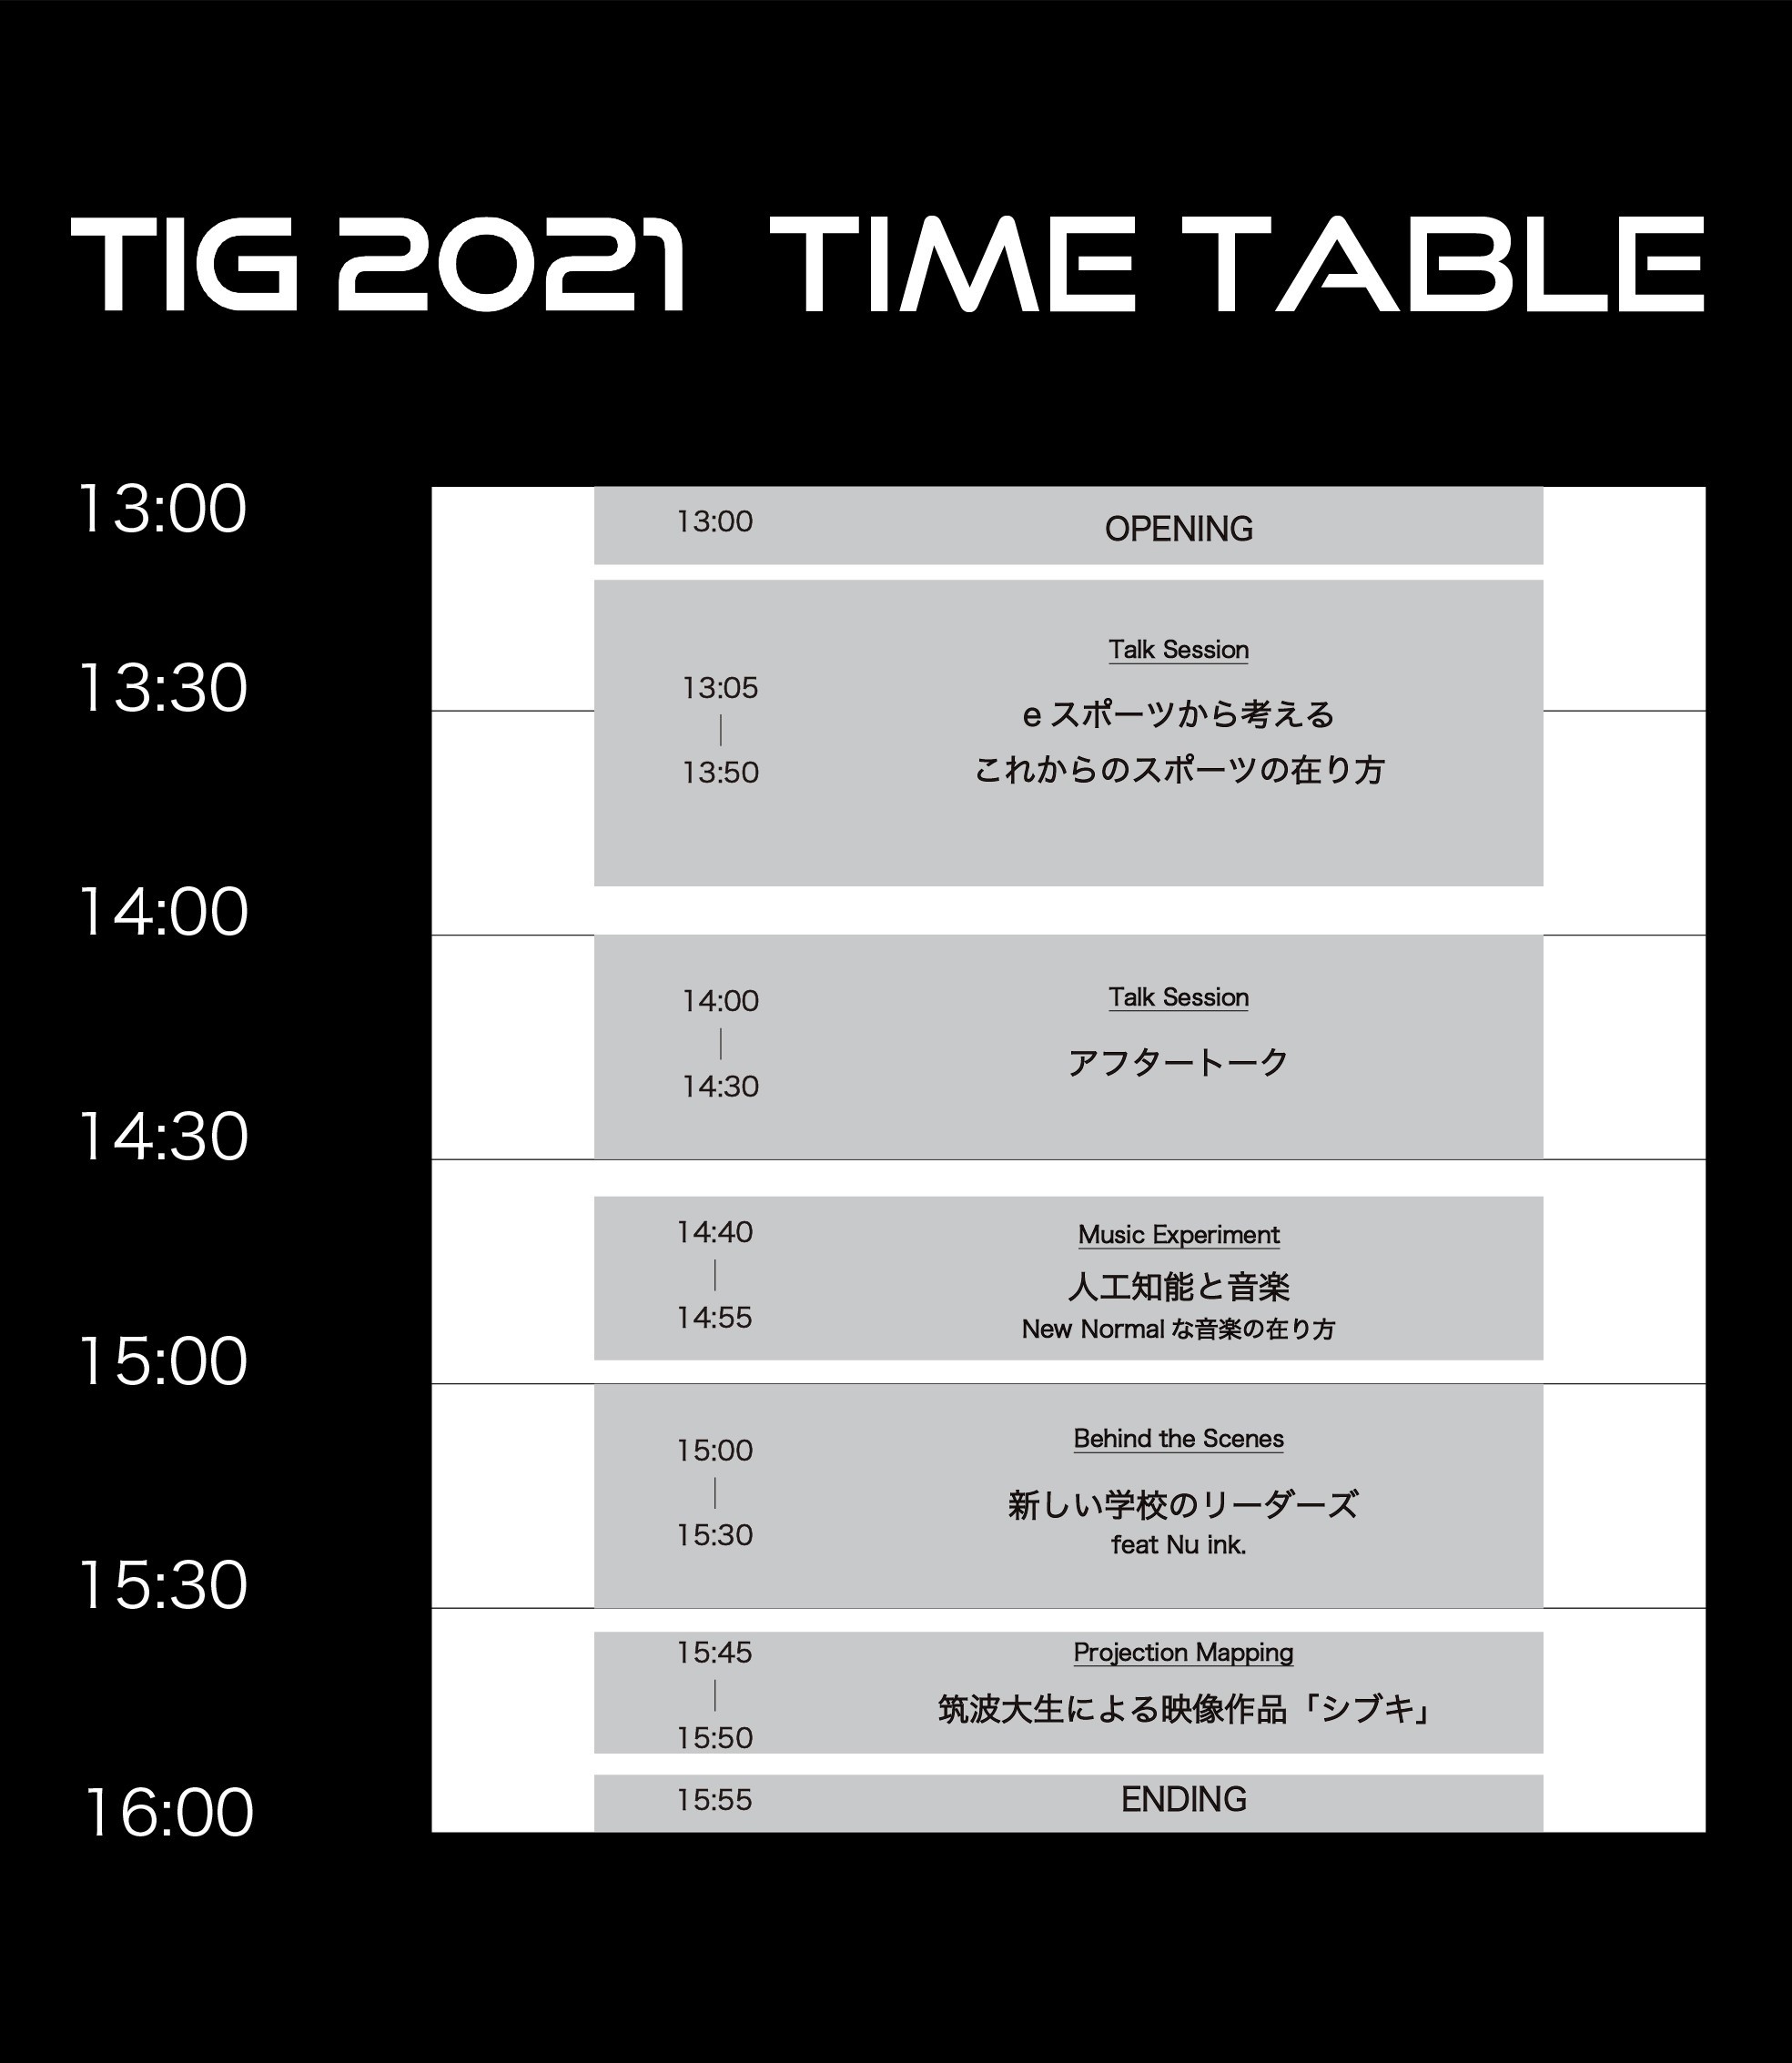 TIG 2021 TIME TABLE
13:00
13:00 OPENING
Talk Session
13:30
13:05
|
13:50
eスポーツから考える
これからのスポーツの在り方
14:00
14:00
|
14:30
Talk Session
アフタートーク
14:30
14:40
|
14:55
Music Experiment
人工知能と音楽
New Normal な音楽の在り方
15:00
15:00
|
15:30
Behind the Scenes
新しい学校のリーダーズ
feat Nu ink.
15:30
15:45
|
15:50
Projection Mapping
筑波大生による映像作品「シブキ」
16:00
15:55 ENDING